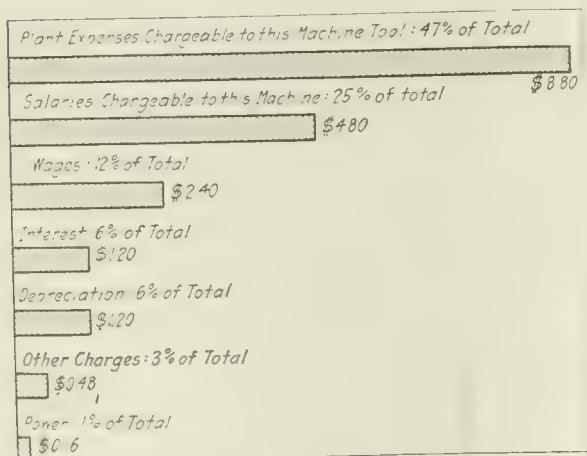 Plant Expenses Chargeable to this Machine Tool: 47% of Total
$8.80
Salaries Chargeable to this Machine: 25% of total
$4.80
Wages: 12% of Total
$2.40
Interest 6% of Total
$1.20
Depreciation 6% of Total
$1.20
Other Charges: 3% of Total
$0.48
Power 1% of Total